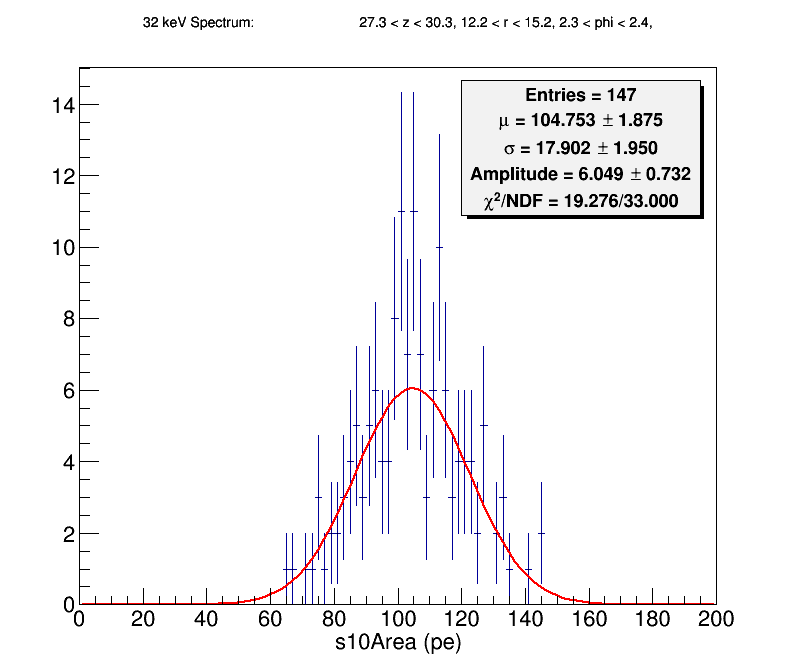 32 keV Spectrum: 27.3 < z < 30.3, 12.2 < r < 15.2, 2.3 < phi < 2.4,
Entries = 147
μ = 104.753 ± 1.875
σ = 17.902 ± 1.950
Amplitude = 6.049 ± 0.732
χ²/NDF = 19.276/33.000
14
12
10
8
6
4
2
0
0 20 40 60 80 100 120 140 160 180 200
s10Area (pe)